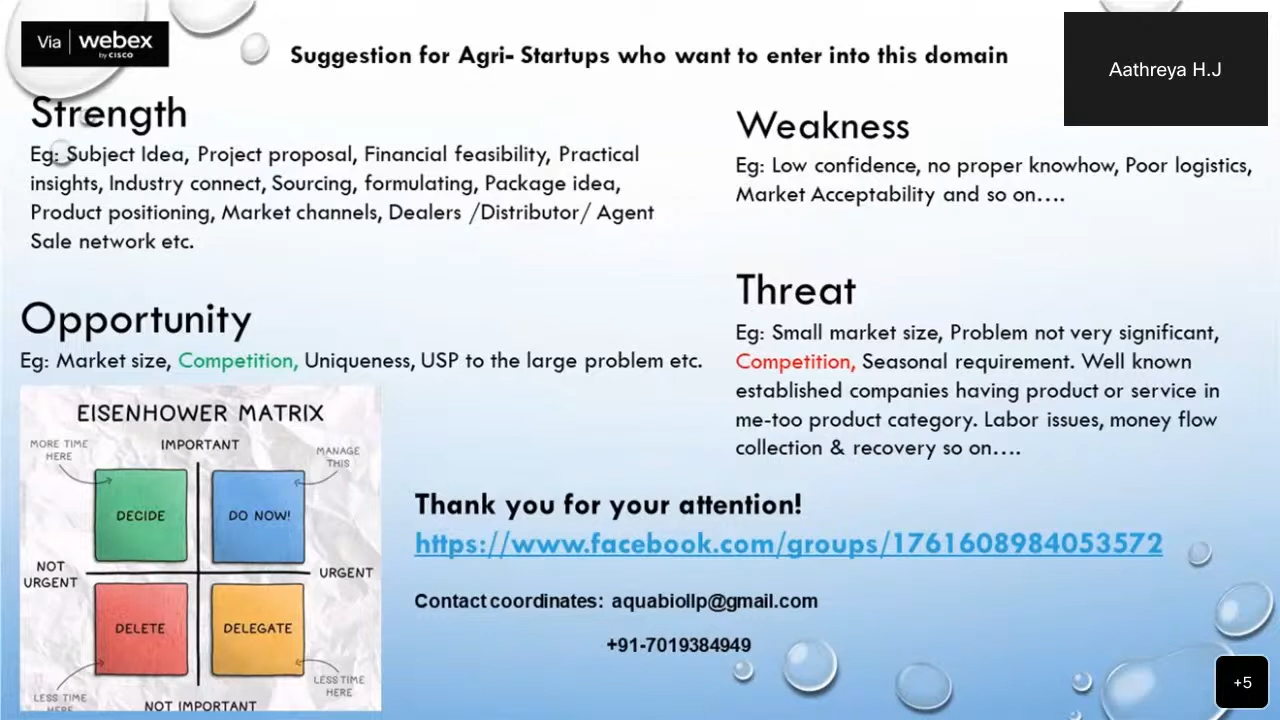 Via | webex
by CISCO
Suggestion for Agri- Startups who want to enter into this domain
Aathreya H.J
Strength
Eg: Subject Idea, Project proposal, Financial feasibility, Practical
insights, Industry connect, Sourcing, formulating, Package idea,
Product positioning, Market channels, Dealers /Distributor/ Agent
Sale network etc.
Weakness
Eg: Low confidence, no proper knowhow, Poor logistics,
Market Acceptability and so on....
Opportunity
Eg: Market size, Competition, Uniqueness, USP to the large problem etc.
Threat
Eg: Small market size, Problem not very significant,
Competition, Seasonal requirement. Well known
established companies having product or service in
me-too product category. Labor issues, money flow
collection & recovery so on....
EISENHOWER MATRIX
MORE TIME
HERE
IMPORTANT
MANAGE
THIS
DECIDE
DO NOW!
NOT
URGENT
URGENT
DELETE
DELEGATE
LESS TIME
HERE
LESS TIME
HERE
NOT IMPORTANT
Thank you for your attention!
https://www.facebook.com/groups/1761608984053572
Contact coordinates: aquabiollp@gmail.com
+91-7019384949
+5